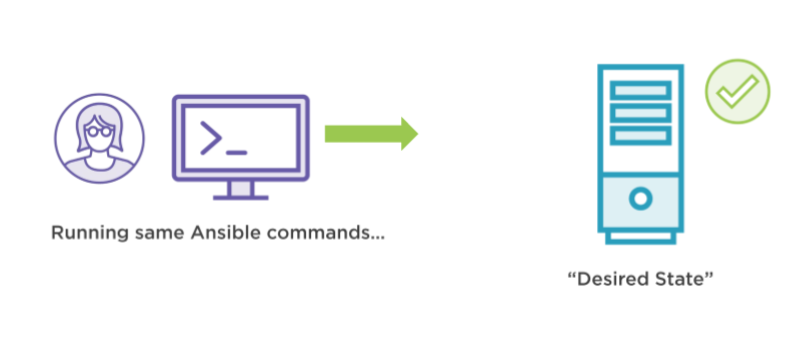 Running same Ansible commands...
“Desired State”